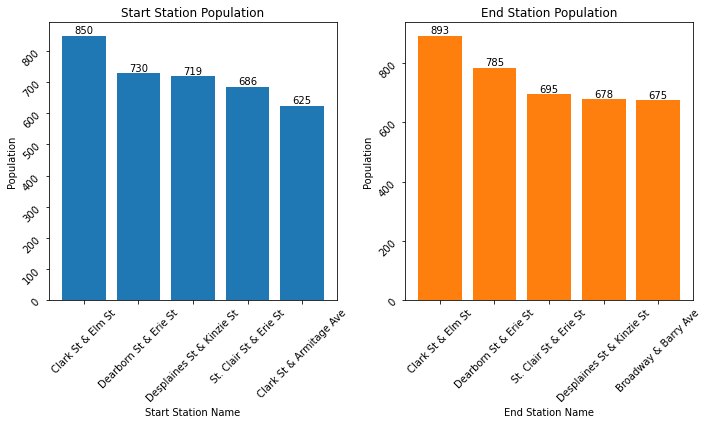 Start Station Population
Population
800
700
600
500
400
300
200
100
0
850
730
719
686
625
Clark St & Elm St
Dearborn St & Erie St
Desplaines St & Kinzie St
St. Clair St & Erie St
Clark St & Armitage Ave
Start Station Name
End Station Population
Population
800
600
400
200
0
893
785
695
678
675
Clark St & Elm St
Dearborn St & Erie St
St. Clair St & Erie St
Desplaines St & Kinzie St
Broadway & Barry Ave
End Station Name